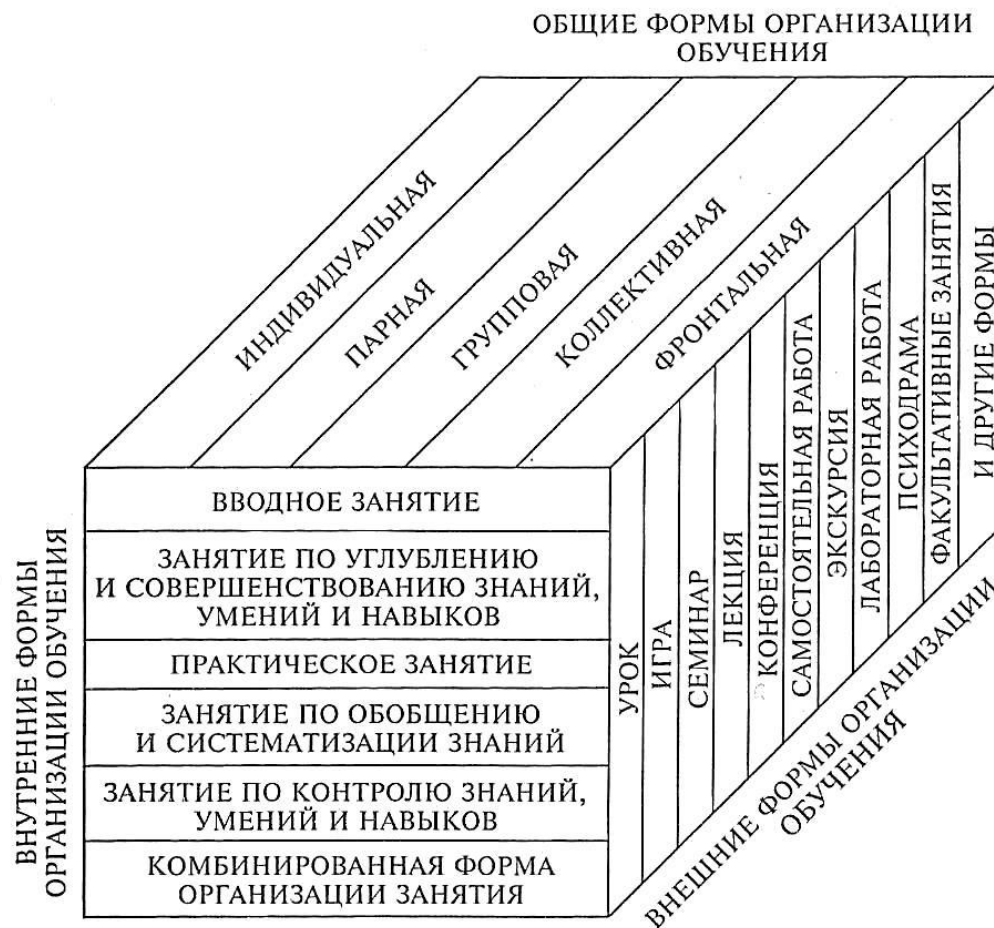 ОБЩИЕ ФОРМЫ ОРГАНИЗАЦИИ
ОБУЧЕНИЯ
ИНДИВИДУАЛЬНАЯ
ПАРНАЯ
ГРУППОВАЯ
КОЛЛЕКТИВНАЯ
ФРОНТАЛЬНАЯ
ВНУТРЕННИЕ ФОРМЫ
ОРГАНИЗАЦИИ ОБУЧЕНИЯ
ВВОДНОЕ ЗАНЯТИЕ
ЗАНЯТИЕ ПО УГЛУБЛЕНИЮ
И СОВЕРШЕНСТВОВАНИЮ ЗНАНИЙ,
УМЕНИЙ И НАВЫКОВ
ПРАКТИЧЕСКОЕ ЗАНЯТИЕ
ЗАНЯТИЕ ПО ОБОБЩЕНИЮ
И СИСТЕМАТИЗАЦИИ ЗНАНИЙ
ЗАНЯТИЕ ПО КОНТРОЛЮ ЗНАНИЙ,
УМЕНИЙ И НАВЫКОВ
КОМБИНИРОВАННАЯ ФОРМА
ОРГАНИЗАЦИИ ЗАНЯТИЯ
УРОК
ИГРА
СЕМИНАР
ЛЕКЦИЯ
КОНФЕРЕНЦИЯ
САМОСТОЯТЕЛЬНАЯ РАБОТА
ЭКСКУРСИЯ
ЛАБОРАТОРНАЯ РАБОТА
ПСИХОДРАМА
ФАКУЛЬТАТИВНЫЕ ЗАНЯТИЯ
И ДРУГИЕ ФОРМЫ
ВНЕШНИЕ ФОРМЫ ОРГАНИЗАЦИИ
ОБУЧЕНИЯ